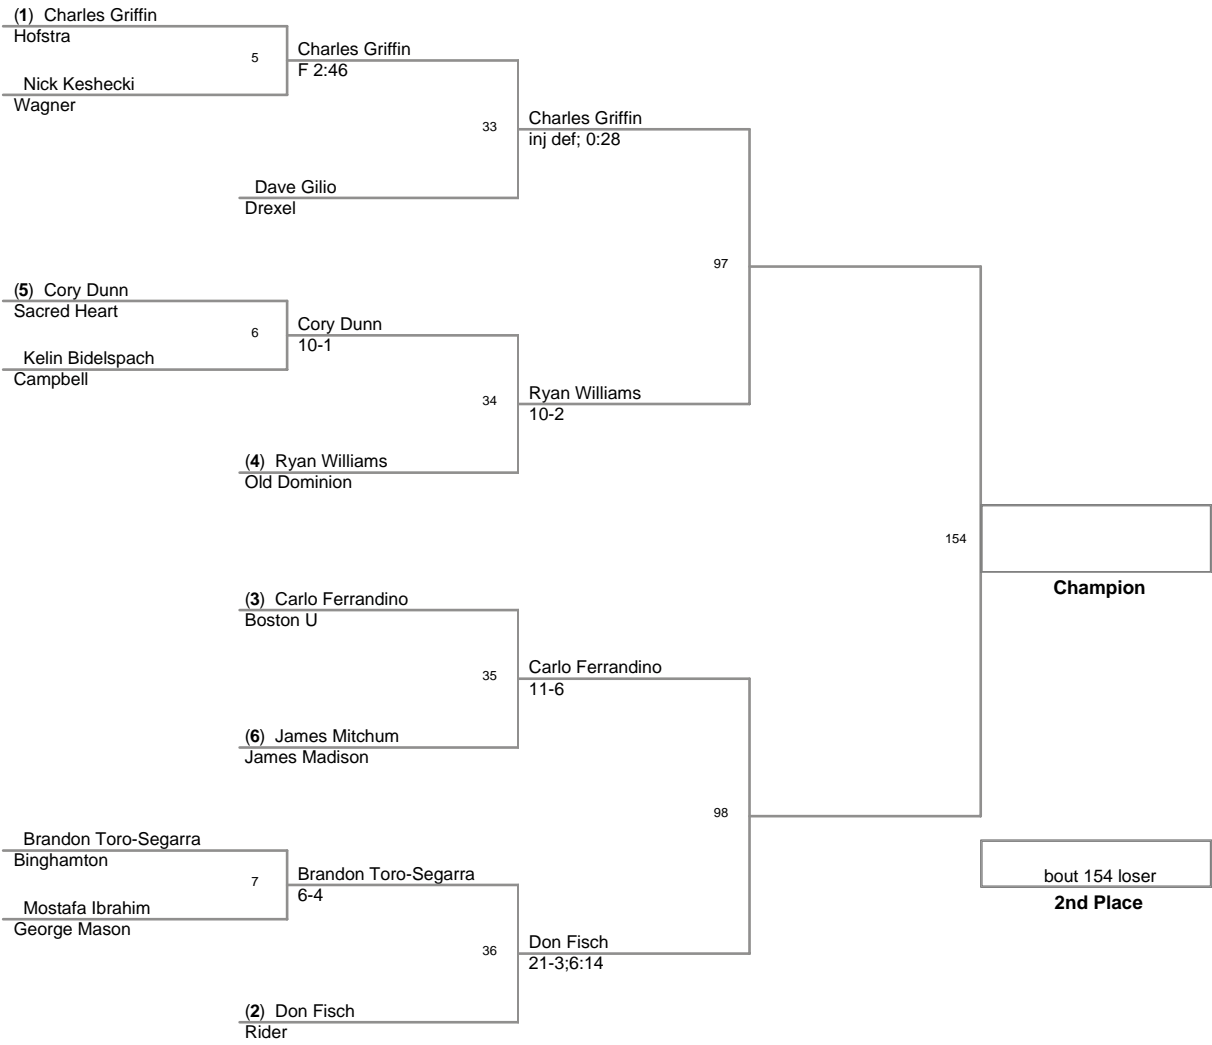 (1) Charles Griffin
Hofstra
5
Charles Griffin
F 2:46
Nick Keshecki
Wagner
33
Charles Griffin
inj def; 0:28
Dave Gilio
Drexel
97
(5) Cory Dunn
Sacred Heart
6
Cory Dunn
10-1
Kelin Bidelspach
Campbell
34
Ryan Williams
10-2
(4) Ryan Williams
Old Dominion
154
Champion
(3) Carlo Ferrandino
Boston U
35
Carlo Ferrandino
11-6
(6) James Mitchum
James Madison
98
Brandon Toro-Segarra
Binghamton
7
Brandon Toro-Segarra
6-4
Mostafa Ibrahim
George Mason
bout 154 loser
2nd Place
36
Don Fisch
21-3;6:14
(2) Don Fisch
Rider